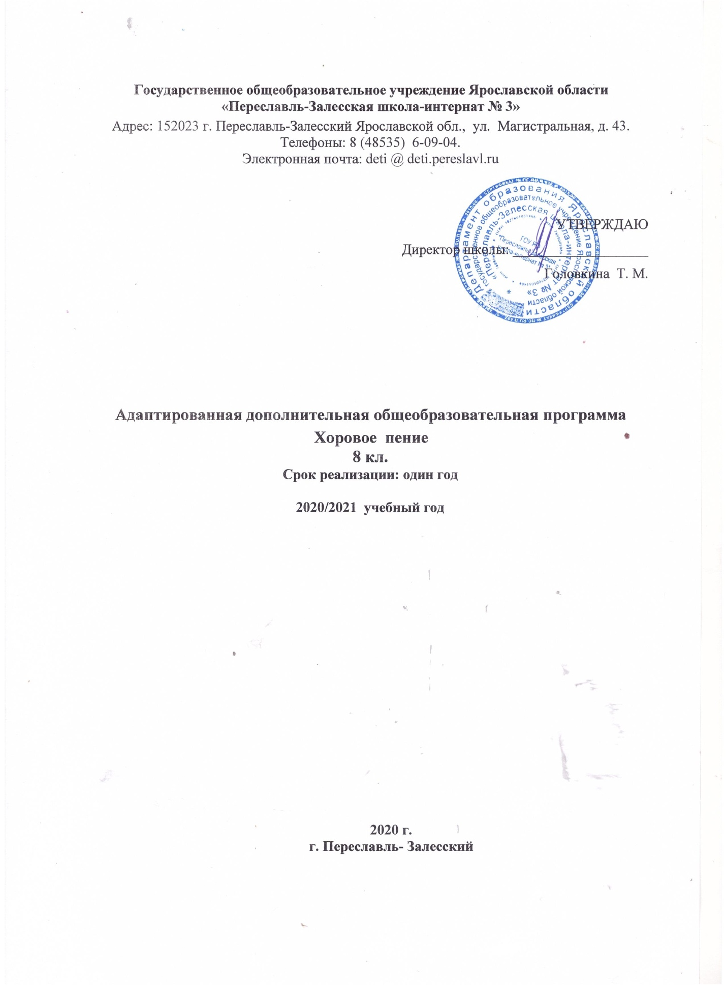 Государственное общеобразовательное учреждение Ярославской области
«Переславль-Залесская школа-интернат № 3»
Адрес: 152023 г. Переславль-Залесский Ярославской обл., ул. Магистральная, д. 43.
Телефоны: 8 (48535) 6-09-04.
Электронная почта: deti @ deti.pereslavl.ru
УТВЕРЖДАЮ
Директор школы: ___________________
Головкина Т. М.
Департамент образования Ярославской области
Государственное общеобразовательное учреждение Ярославской области
«Переславль-Залесская школа-интернат № 3»
ГОУ ЯО
"Переславль-Залесская
школа-интернат № 3"
Адаптированная дополнительная общеобразовательная программа
Хоровое пение
8 кл.
Срок реализации: один год
2020/2021 учебный год
2020 г.
г. Переславль- Залесский